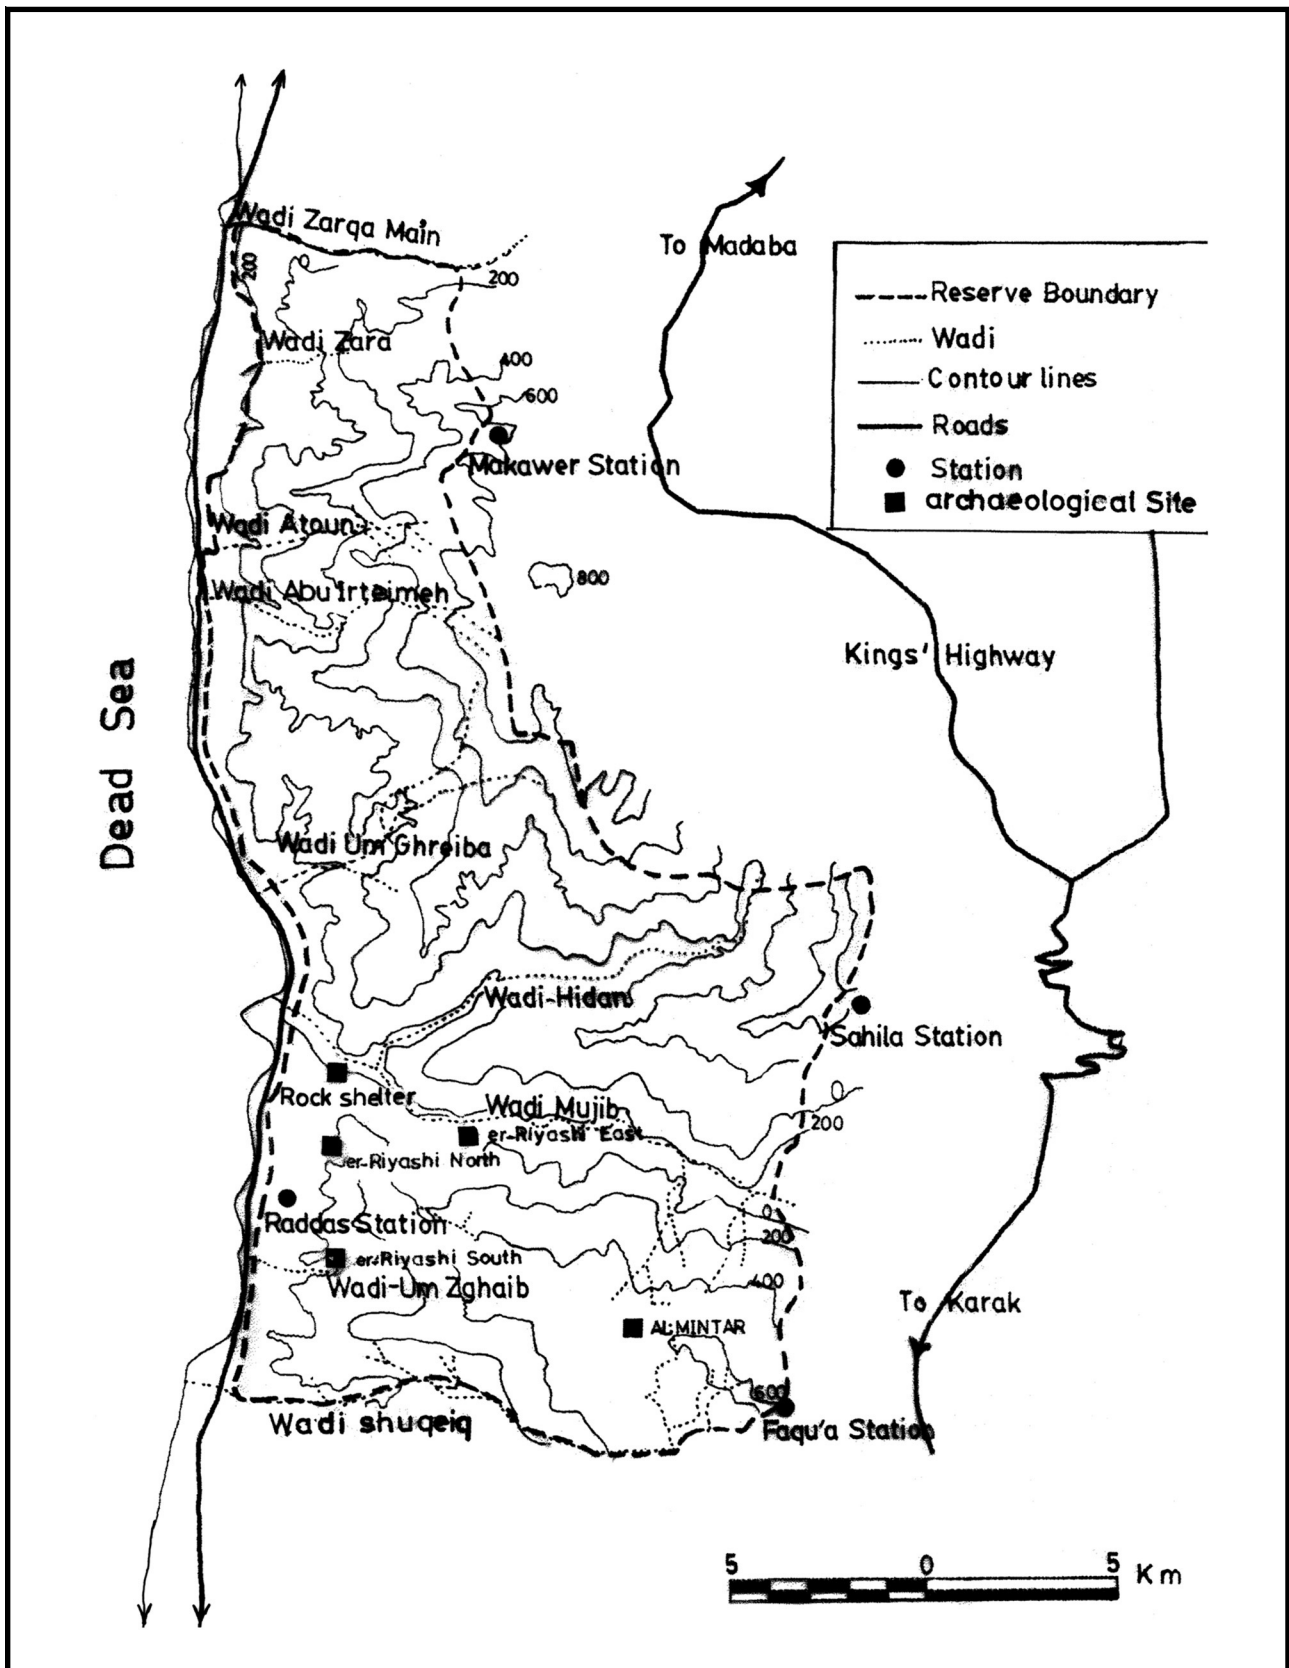 Wadi Zarqa Main
To Madaba
200
O
200
Reserve Boundary
Wadi
Contour lines
Roads
Station
archaeological Site
Wadi Zara
400
600
Makawer Station
Wadi Atoun
800
Wadi Abu'Irteimeh
Kings' Highway
Dead Sea
Wadi Um Ghreiba
Wadi-Hidan
Sahila Station
Rock shelter
Wadi Mujib
0
200
er-Riyashi East
er-Riyashi North
Raddas Station
0
200
er-Riyashi South
Wadi-Um Zghaib
400
To Karak
AL-MINTAR
600
Wadi shuqeiq
Faqu'a Station
5 0 5 Km